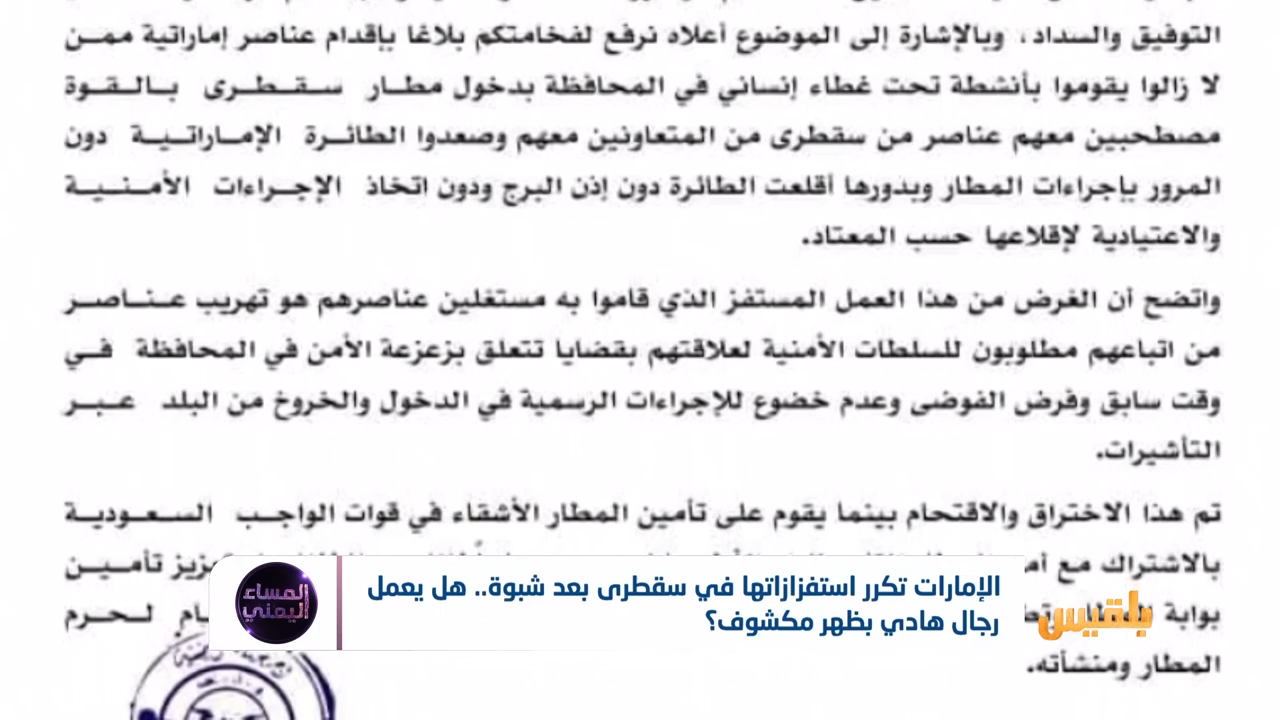 التوفيق والسداد، وبالإشارة إلى الموضوع أعلاه نرفع لفخامتكم بلاغا بإقدام عناصر إماراتية ممن
لا زالوا يقوموا بأنشطة تحت غطاء إنساني في المحافظة بدخول مطار سقطرى بالقوة
مصطحبين معهم عناصر من سقطرى من المتعاونين معهم وصعدوا الطائرة الإماراتية دون
المرور بإجراءات المطار وبدورها أقلعت الطائرة دون إذن البرج ودون اتخاذ الإجراءات الأمنية
والاعتيادية لإقلاعها حسب المعتاد.
واتضح أن الغرض من هذا العمل المستفز الذي قاموا به مستغلين عناصرهم هو تهريب عناصر
من اتباعهم مطلوبون للسلطات الأمنية لعلاقتهم بقضايا تتعلق بزعزعة الأمن في المحافظة في
وقت سابق وفرض الفوضى وعدم خضوع للإجراءات الرسمية في الدخول والخروخ من البلد عبر
التأشيرات.
تم هذا الاختراق والاقتحام بينما يقوم على تأمين المطار الأشقاء في قوات الواجب السعودية
بالاشتراك مع تأمين
بوابة لحرم
المطار ومنشأته.
الإمارات تكرر استفزازاتها في سقطرى بعد شبوة.. هل يعمل
رجال هادي بظهر مكشوف؟
المساء
اليمني
بلقيس